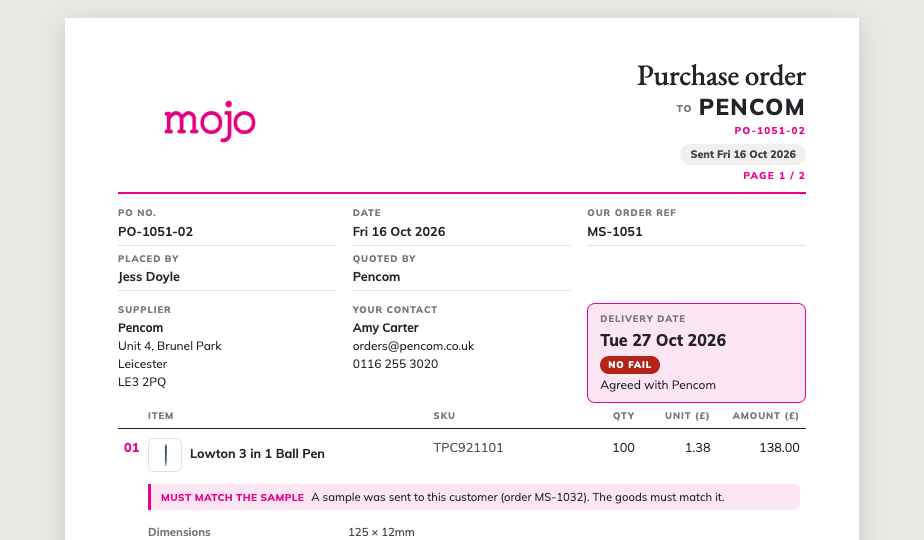 mojo
Purchase order
TO PENCOM
PO-1051-02
Sent Fri 16 Oct 2026
PAGE 1 / 2
PO NO.
PO-1051-02
DATE
Fri 16 Oct 2026
OUR ORDER REF
MS-1051
PLACED BY
Jess Doyle
QUOTED BY
Pencom
SUPPLIER
Pencom
Unit 4, Brunel Park
Leicester
LE3 2PQ
YOUR CONTACT
Amy Carter
orders@pencom.co.uk
0116 255 3020
DELIVERY DATE
Tue 27 Oct 2026
NO FAIL
Agreed with Pencom
ITEM SKU QTY UNIT (£) AMOUNT (£)
01 Lowton 3 in 1 Ball Pen TPC921101 100 1.38 138.00
MUST MATCH THE SAMPLE A sample was sent to this customer (order MS-1032). The goods must match it.
Dimensions 125 × 12mm